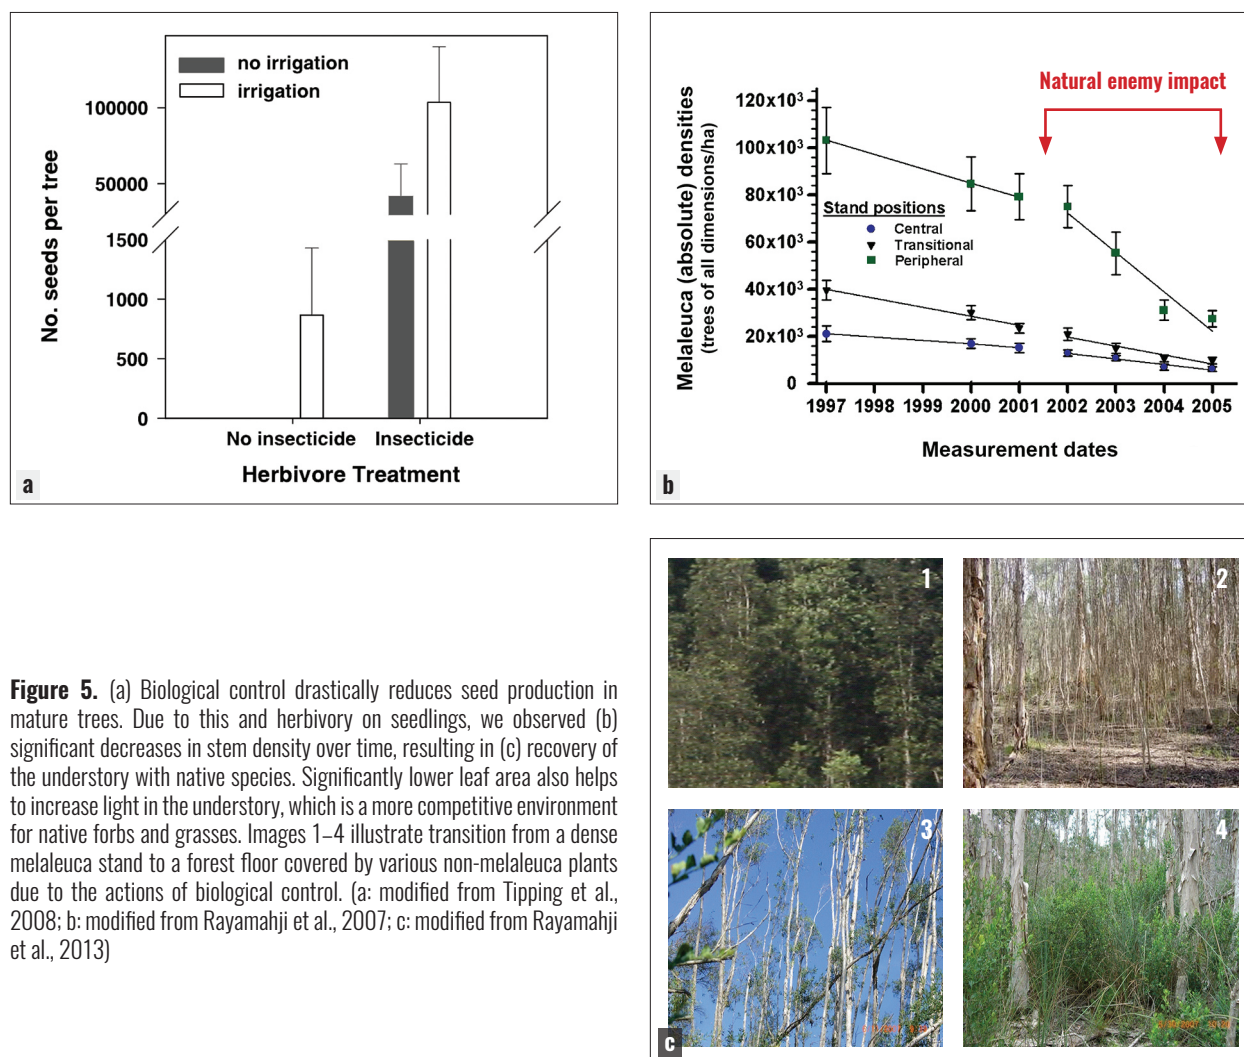 no irrigation
irrigation
100000
50000
1500
1000
500
0
No. seeds per tree
No insecticide Insecticide
Herbivore Treatment
a
Natural enemy impact
120x10³
100x10³
80x10³
60x10³
40x10³
20x10³
0
Melaleuca (absolute) densities
(trees of all dimensions/ha)
Stand positions
Central
Transitional
Peripheral
1997 1998 1999 2000 2001 2002 2003 2004 2005
Measurement dates
b
1
2
3
4
c
Figure 5. (a) Biological control drastically reduces seed production in
mature trees. Due to this and herbivory on seedlings, we observed (b)
significant decreases in stem density over time, resulting in (c) recovery of
the understory with native species. Significantly lower leaf area also helps
to increase light in the understory, which is a more competitive environment
for native forbs and grasses. Images 1–4 illustrate transition from a dense
melaleuca stand to a forest floor covered by various non-melaleuca plants
due to the actions of biological control. (a: modified from Tipping et al.,
2008; b: modified from Rayamahji et al., 2007; c: modified from Rayamahji
et al., 2013)